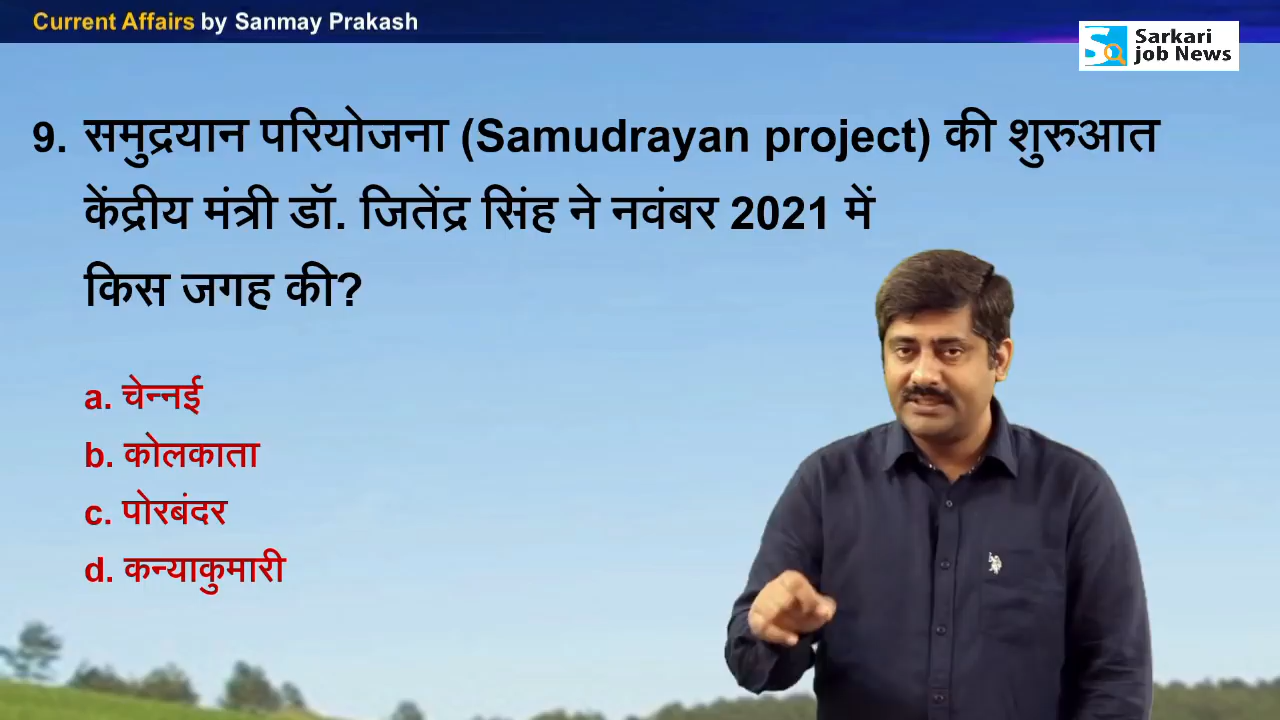 Current Affairs by Sanmay Prakash
Sarkari
Job News
9. समुद्रयान परियोजना (Samudrayan project) की शुरुआत
केंद्रीय मंत्री डॉ. जितेंद्र सिंह ने नवंबर 2021 में
किस जगह की?
a. चेन्नई
b. कोलकाता
c. पोरबंदर
d. कन्याकुमारी